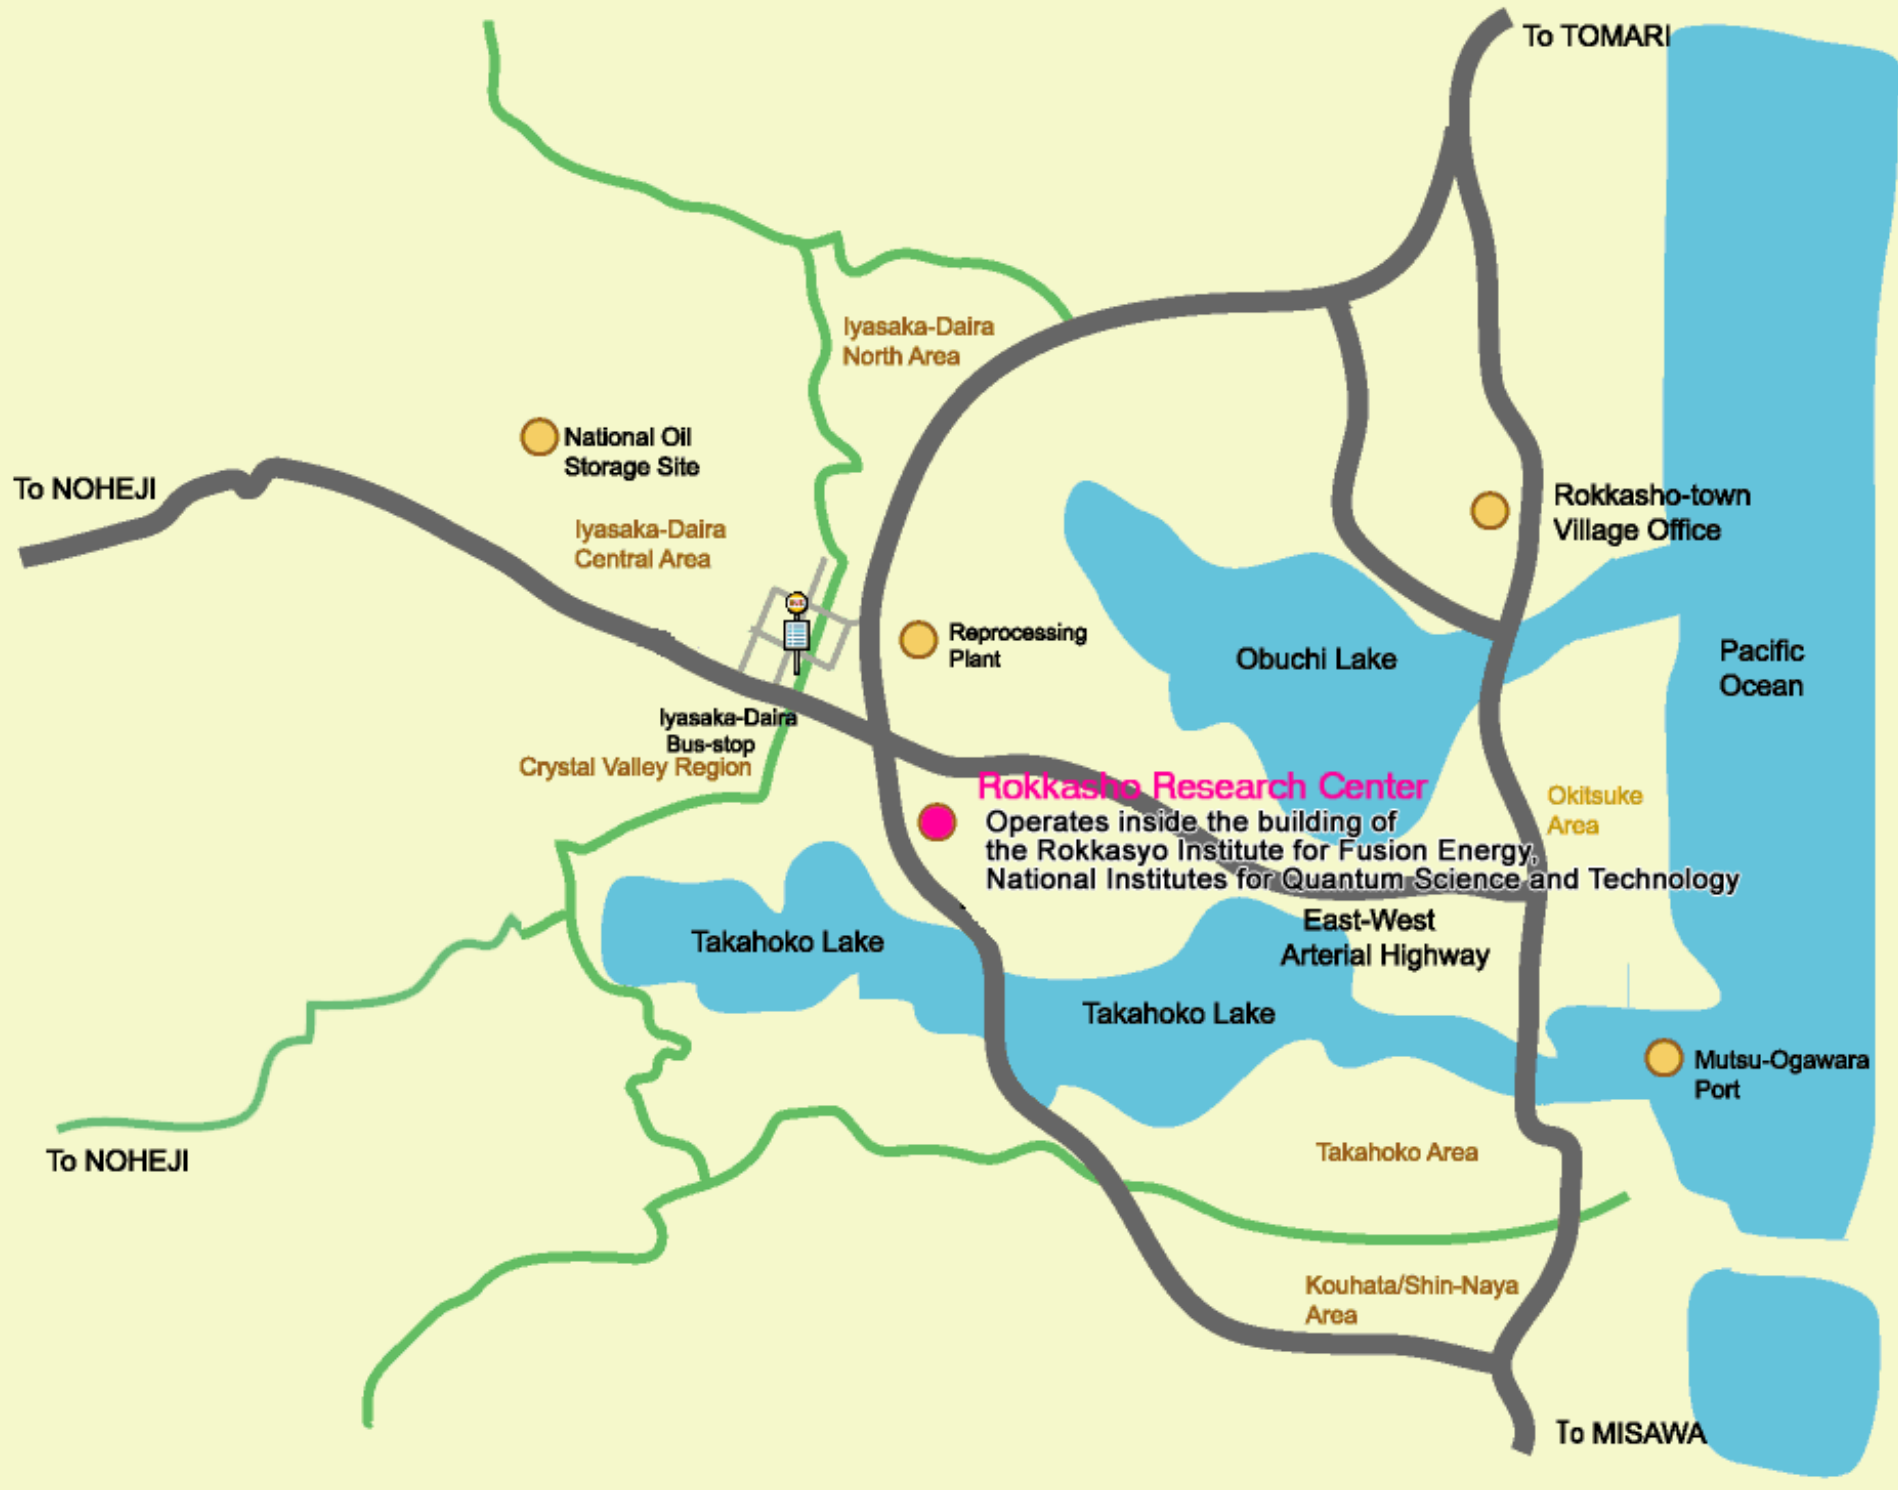 To TOMARI
Iyasaka-Daira
North Area
National Oil
Storage Site
To NOHEJI
Iyasaka-Daira
Central Area
Rokkasho-town
Village Office
BUS
Reprocessing
Plant
Obuchi Lake
Pacific
Ocean
Iyasaka-Daira
Bus-stop
Crystal Valley Region
Rokkasho Research Center
Operates inside the building of
the Rokkasyo Institute for Fusion Energy,
National Institutes for Quantum Science and Technology
Okitsuke
Area
East-West
Arterial Highway
Takahoko Lake
Takahoko Lake
Mutsu-Ogawara
Port
To NOHEJI
Takahoko Area
Kouhata/Shin-Naya
Area
To MISAWA